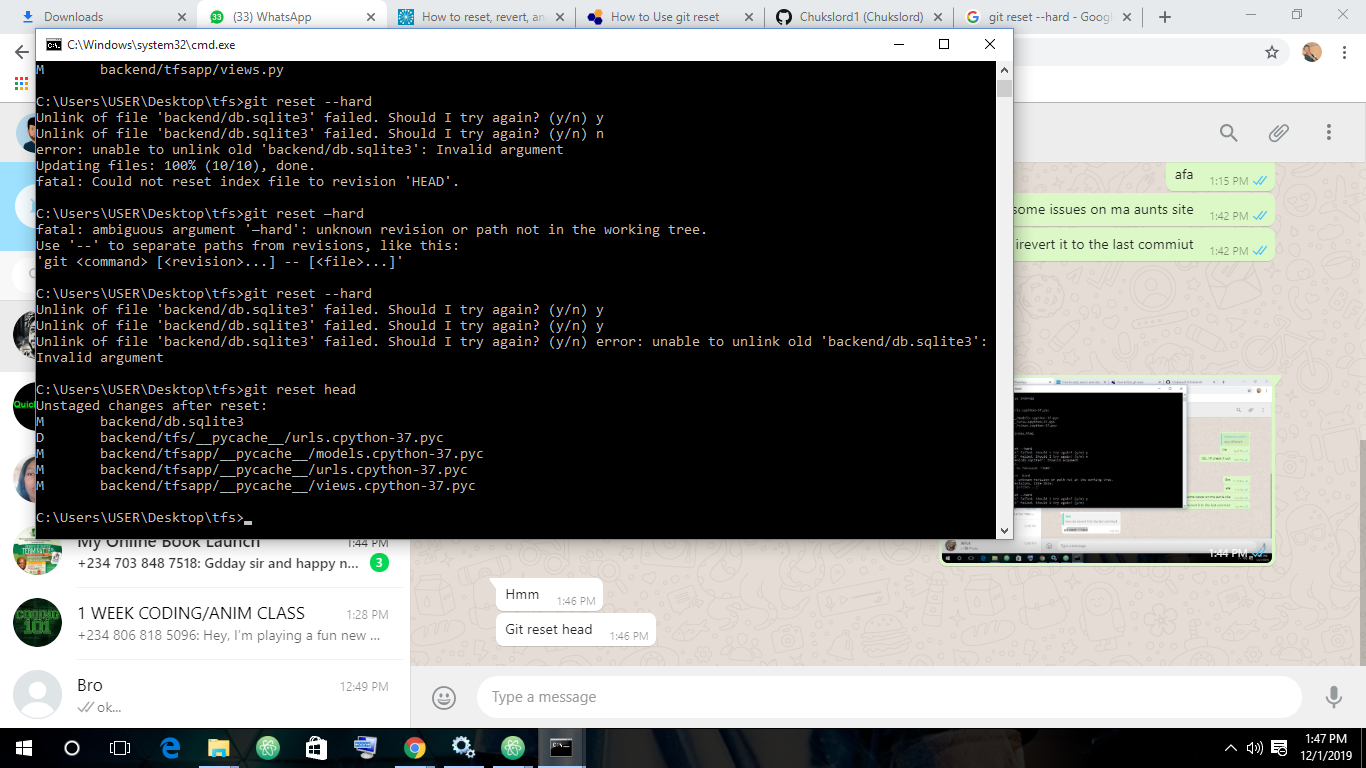 Downloads
(33) WhatsApp
How to reset, revert, an
How to Use git reset
Chukslord1 (Chukslord)
git reset --hard - Goog
C:\Windows\system32\cmd.exe
M backend/tfsapp/views.py
C:\Users\USER\Desktop\tfs>git reset --hard
Unlink of file 'backend/db.sqlite3' failed. Should I try again? (y/n) y
Unlink of file 'backend/db.sqlite3' failed. Should I try again? (y/n) n
error: unable to unlink old 'backend/db.sqlite3': Invalid argument
Updating files: 100% (10/10), done.
fatal: Could not reset index file to revision 'HEAD'.
C:\Users\USER\Desktop\tfs>git reset —hard
fatal: ambiguous argument '—hard': unknown revision or path not in the working tree.
Use '--' to separate paths from revisions, like this:
'git <command> [<revision>...] -- [<file>...]'
C:\Users\USER\Desktop\tfs>git reset --hard
Unlink of file 'backend/db.sqlite3' failed. Should I try again? (y/n) y
Unlink of file 'backend/db.sqlite3' failed. Should I try again? (y/n) y
Unlink of file 'backend/db.sqlite3' failed. Should I try again? (y/n) error: unable to unlink old 'backend/db.sqlite3':
Invalid argument
C:\Users\USER\Desktop\tfs>git reset head
Unstaged changes after reset:
M backend/db.sqlite3
D backend/tfs/__pycache__/urls.cpython-37.pyc
M backend/tfsapp/__pycache__/models.cpython-37.pyc
M backend/tfsapp/__pycache__/urls.cpython-37.pyc
M backend/tfsapp/__pycache__/views.cpython-37.pyc
C:\Users\USER\Desktop\tfs>
afa 1:15 PM
some issues on ma aunts site 1:42 PM
irevert it to the last commiut 1:42 PM
1:44 PM
Hmm 1:46 PM
Git reset head 1:46 PM
My Online Book Launch 1:44 PM
+234 703 848 7518: Gdday sir and happy n... 3
1 WEEK CODING/ANIM CLASS 1:28 PM
+234 806 818 5096: Hey, I'm playing a fun new ...
Bro 12:49 PM
ok...
Type a message
1:47 PM
12/1/2019